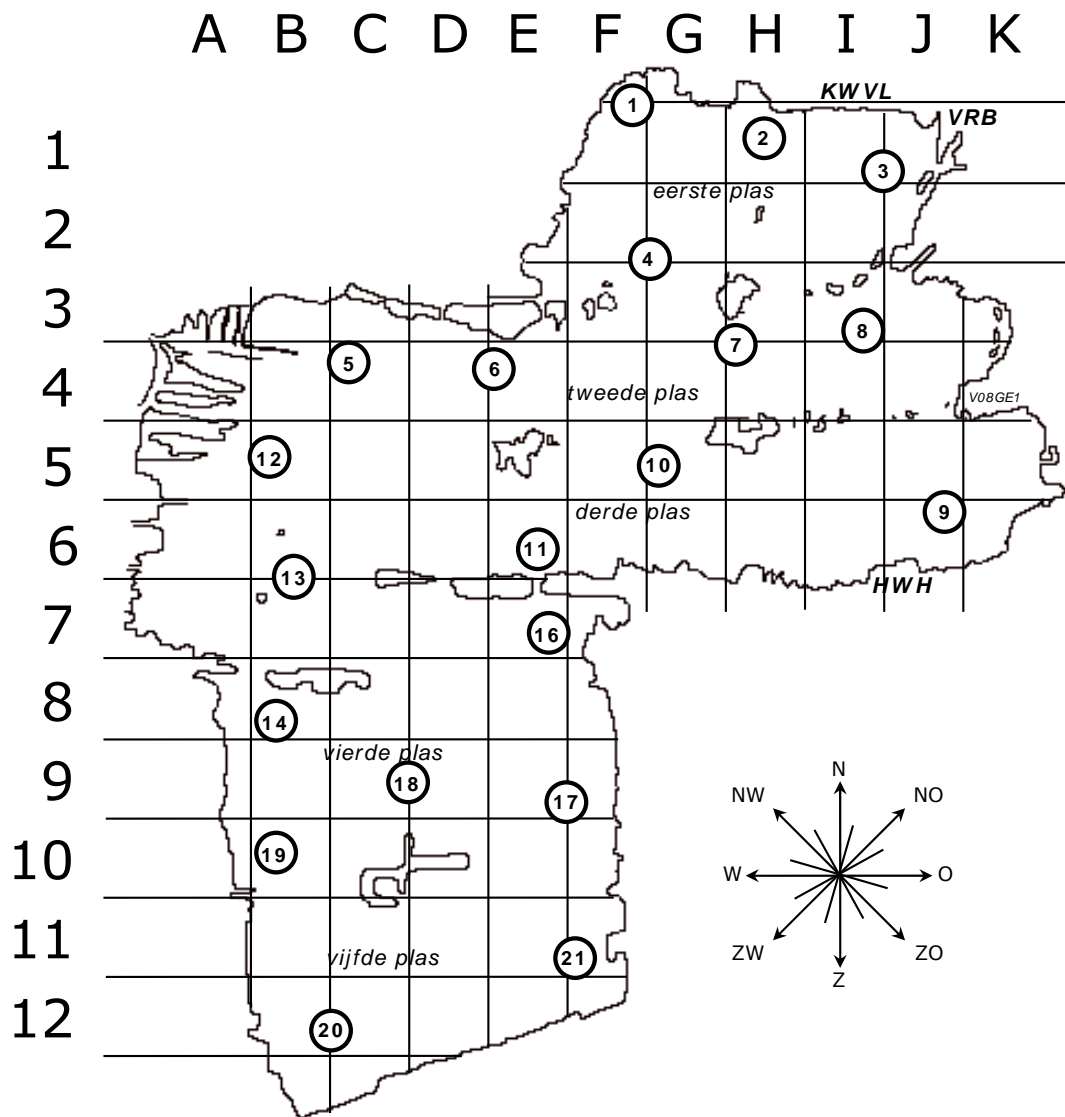 A B C D E F G H I J K
KWVL
VRB
1
2
3
4
5
6
7
8
9
10
11
12
1
2
3
eerste plas
4
5
6
7
8
tweede plas
V08GE1
12
10
9
derde plas
11
13
HWH
16
14
vierde plas
18
17
19
vijfde plas
21
20
N
NW NO
W O
ZW ZO
Z